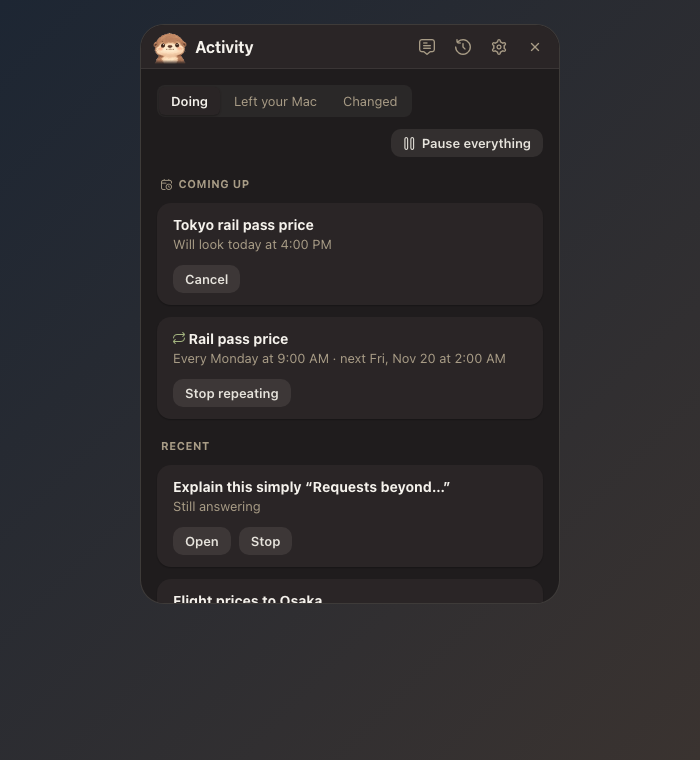 Activity
Doing
Left your Mac
Changed
Pause everything
COMING UP
Tokyo rail pass price
Will look today at 4:00 PM
Cancel
Rail pass price
Every Monday at 9:00 AM · next Fri, Nov 20 at 2:00 AM
Stop repeating
RECENT
Explain this simply “Requests beyond…”
Still answering
Open
Stop
Flight prices to Osaka